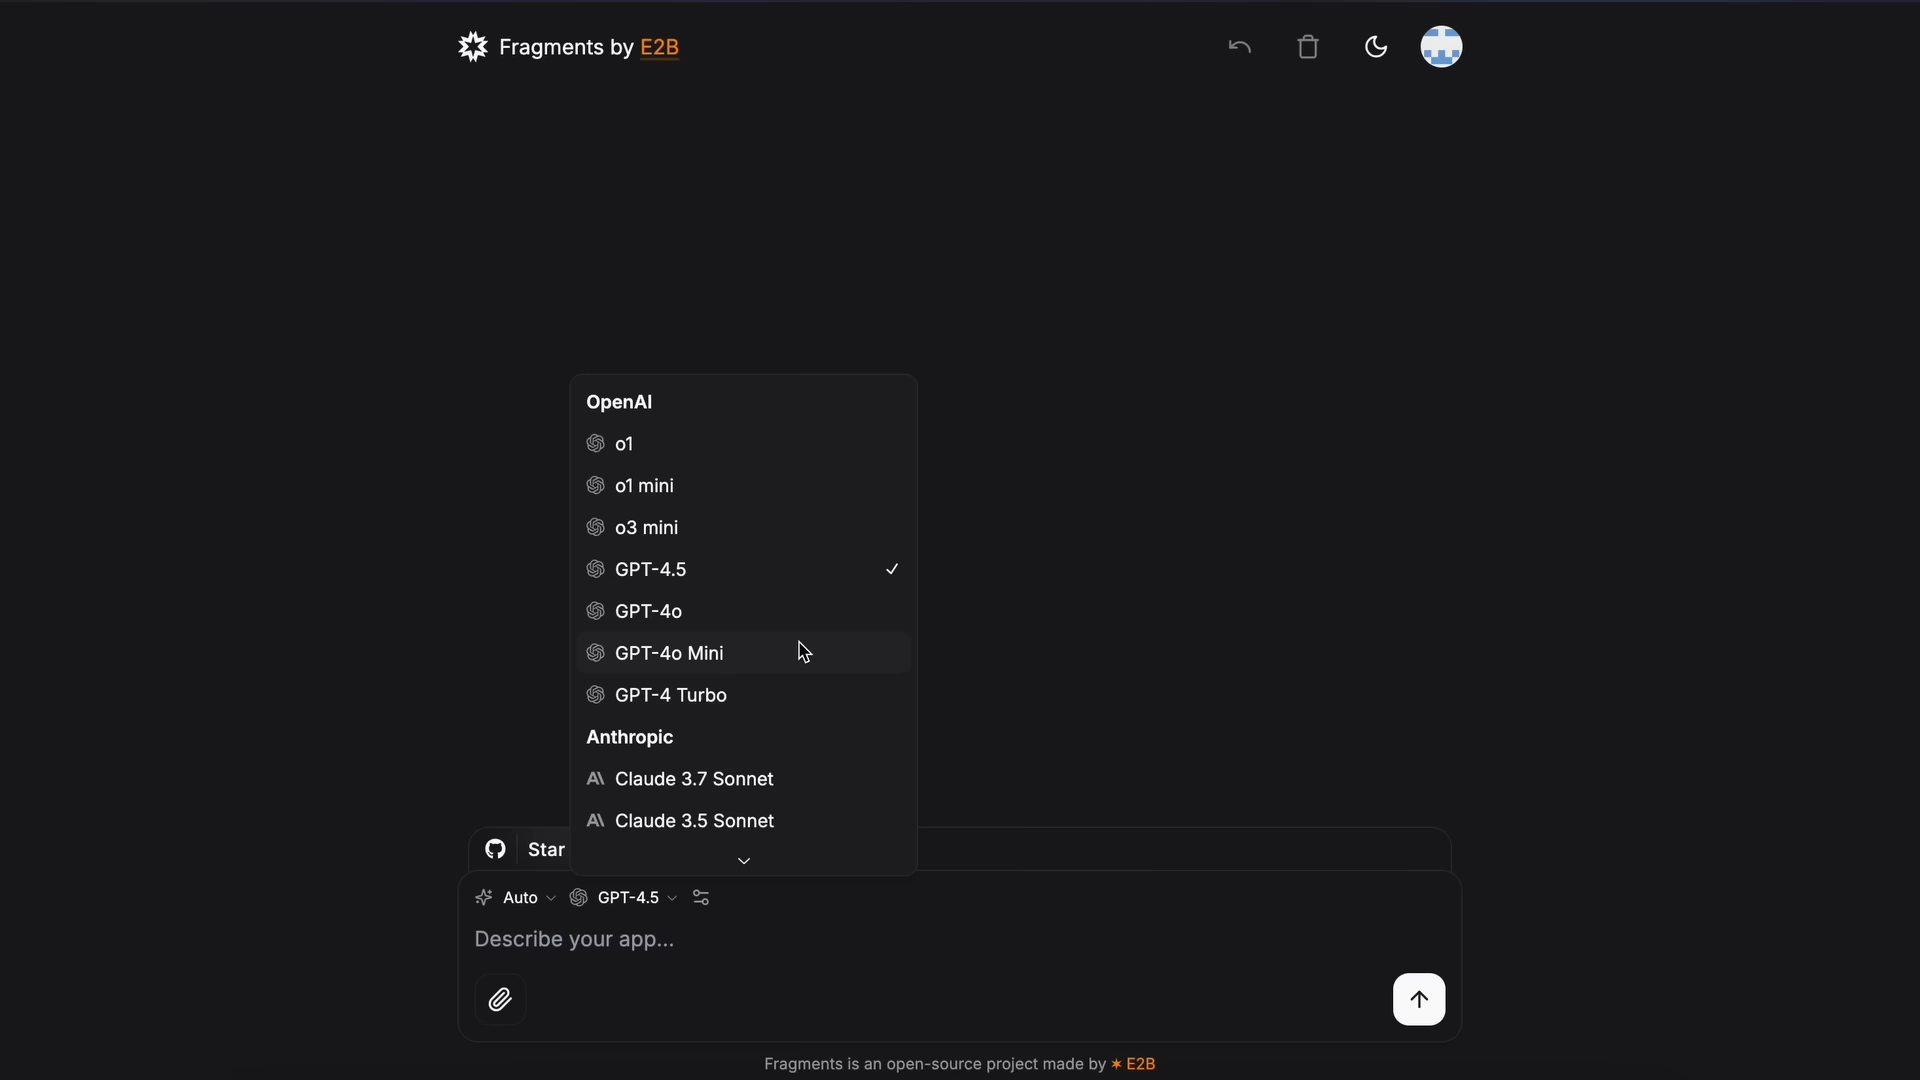 Fragments by E2B
OpenAI
o1
o1 mini
o3 mini
GPT-4.5
GPT-4o
GPT-4o Mini
GPT-4 Turbo
Anthropic
Claude 3.7 Sonnet
Claude 3.5 Sonnet
Star
Auto
GPT-4.5
Describe your app...
Fragments is an open-source project made by ✶ E2B